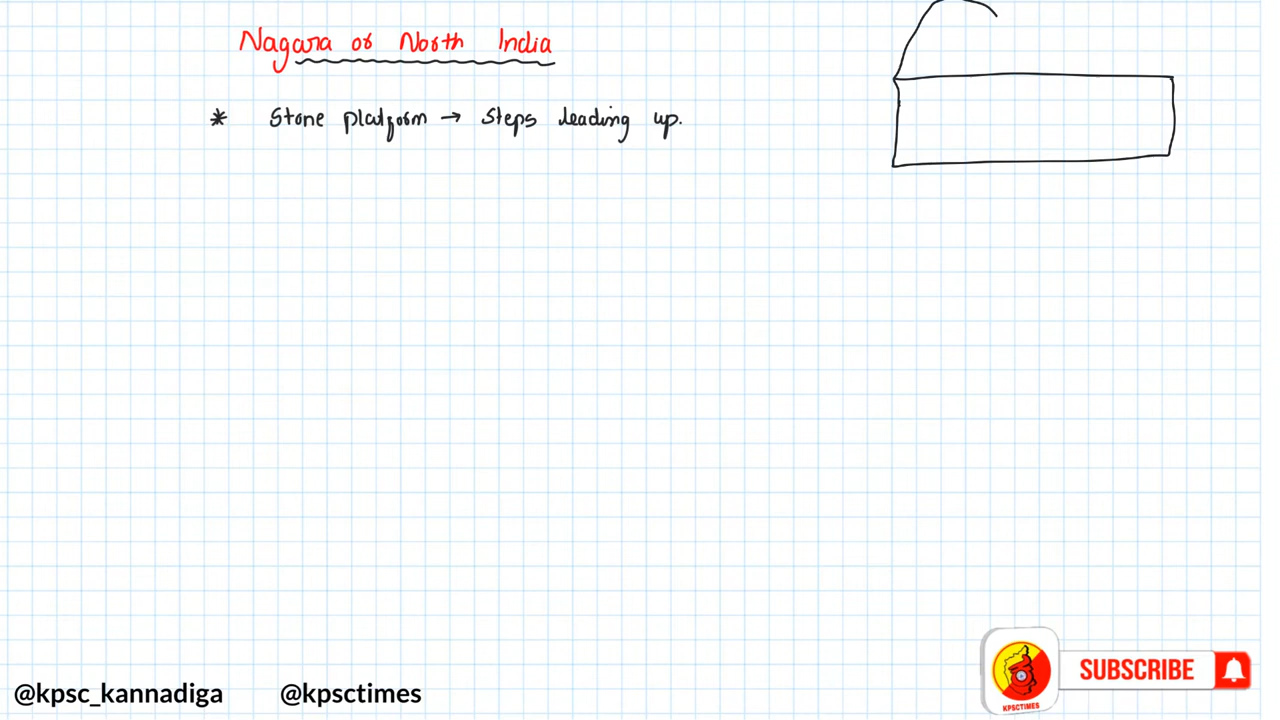 Nagara or North India
* Stone platform → Steps leading up.
@kpsc_kannadiga @kpsctimes
KPSCTIMES
SUBSCRIBE